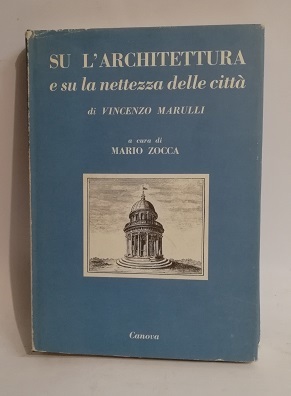 SU L'ARCHITETTURA
e su la nettezza delle città
di VINCENZO MARULLI
a cura di
MARIO ZOCCA
Canova